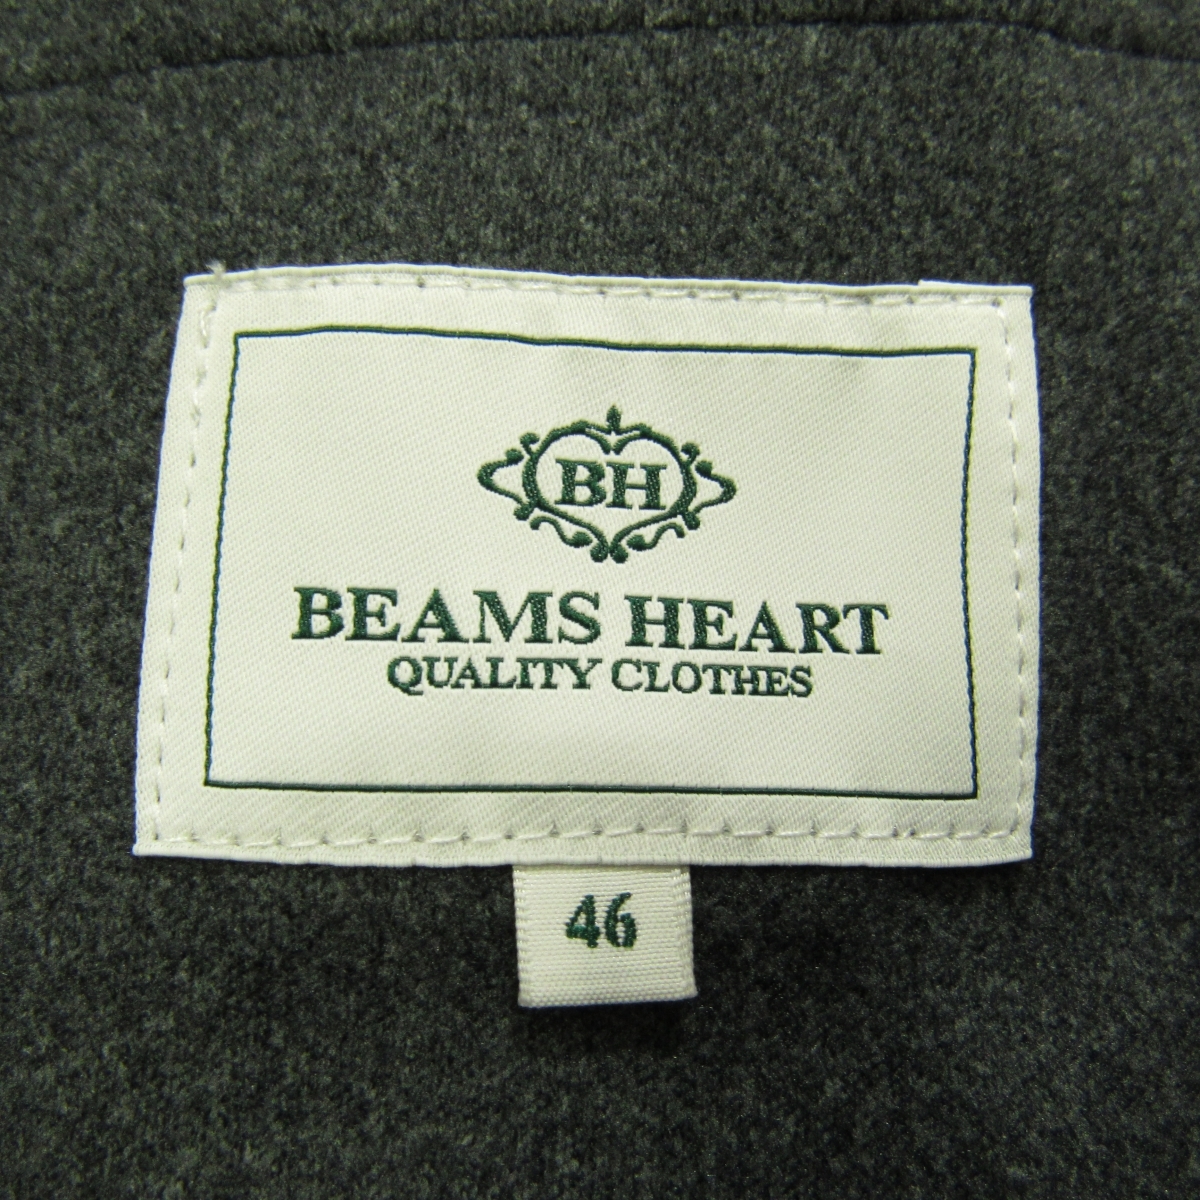 BH
BEAMS HEART
QUALITY CLOTHES
46